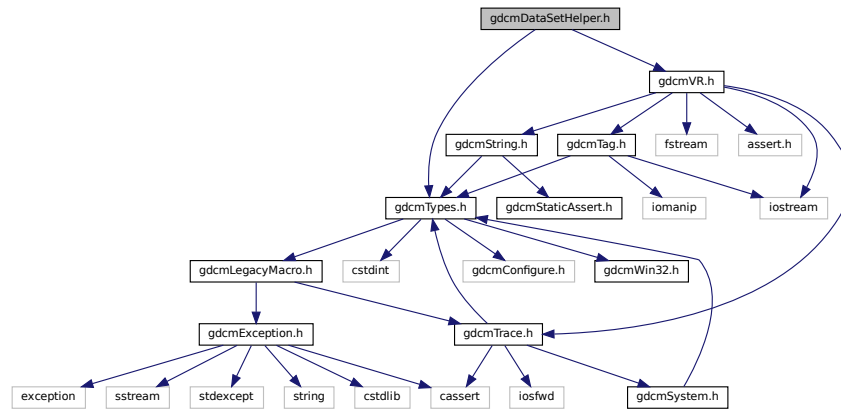 gdcmDataSetHelper.h
gdcmVR.h
gdcmString.h
gdcmTag.h
fstream
assert.h
gdcmTypes.h
gdcmStaticAssert.h
iomanip
iostream
gdcmLegacyMacro.h
cstdint
gdcmConfigure.h
gdcmWin32.h
gdcmException.h
gdcmTrace.h
exception
sstream
stdexcept
string
cstdlib
cassert
iosfwd
gdcmSystem.h